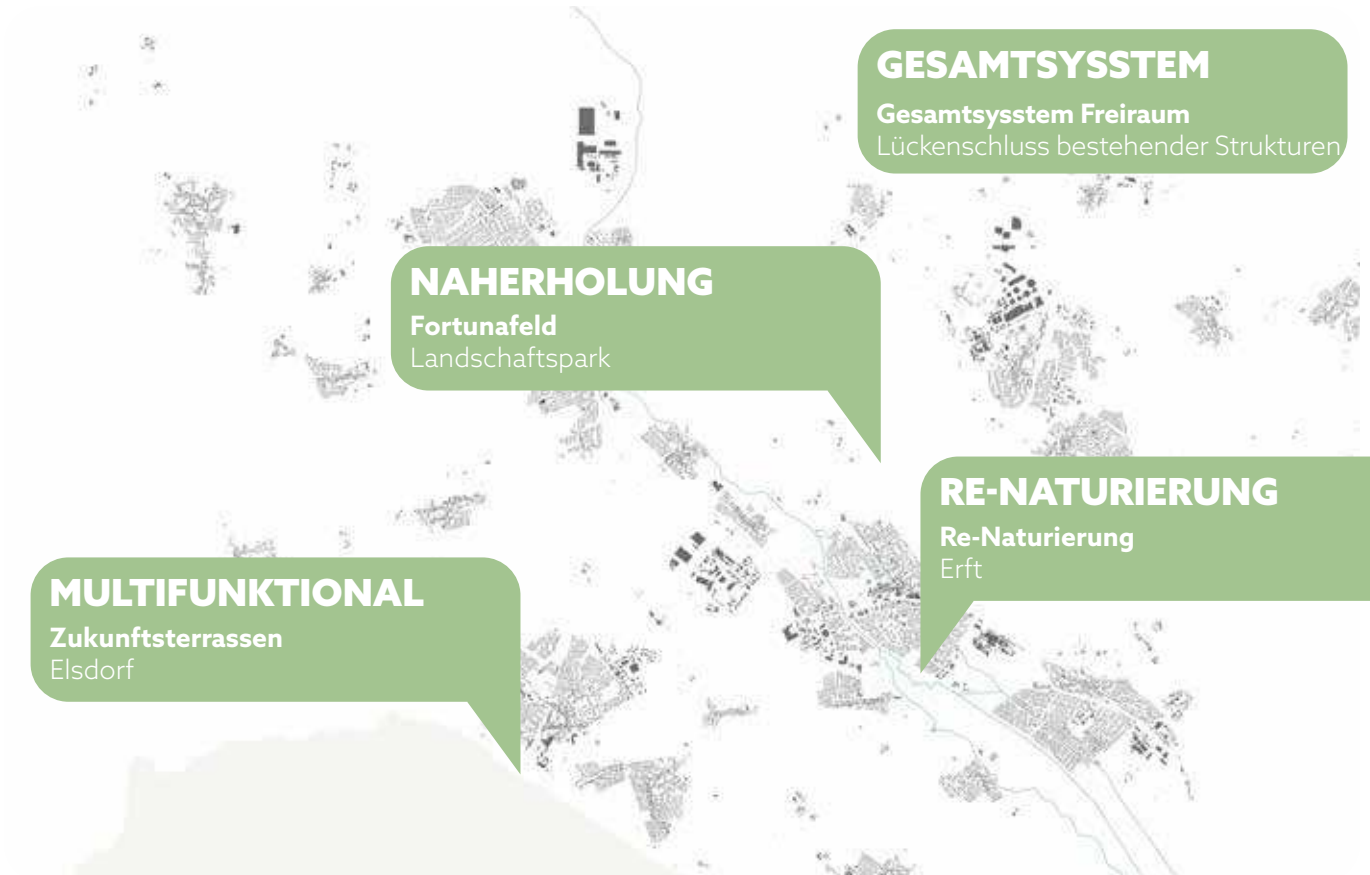 GESAMTSYSSTEM
Gesamtsysstem Freiraum
Lückenschluss bestehender Strukturen
NAHERHOLUNG
Fortunafeld
Landschaftspark
RE-NATURIERUNG
Re-Naturierung
Erft
MULTIFUNKTIONAL
Zukunftsterrassen
Elsdorf